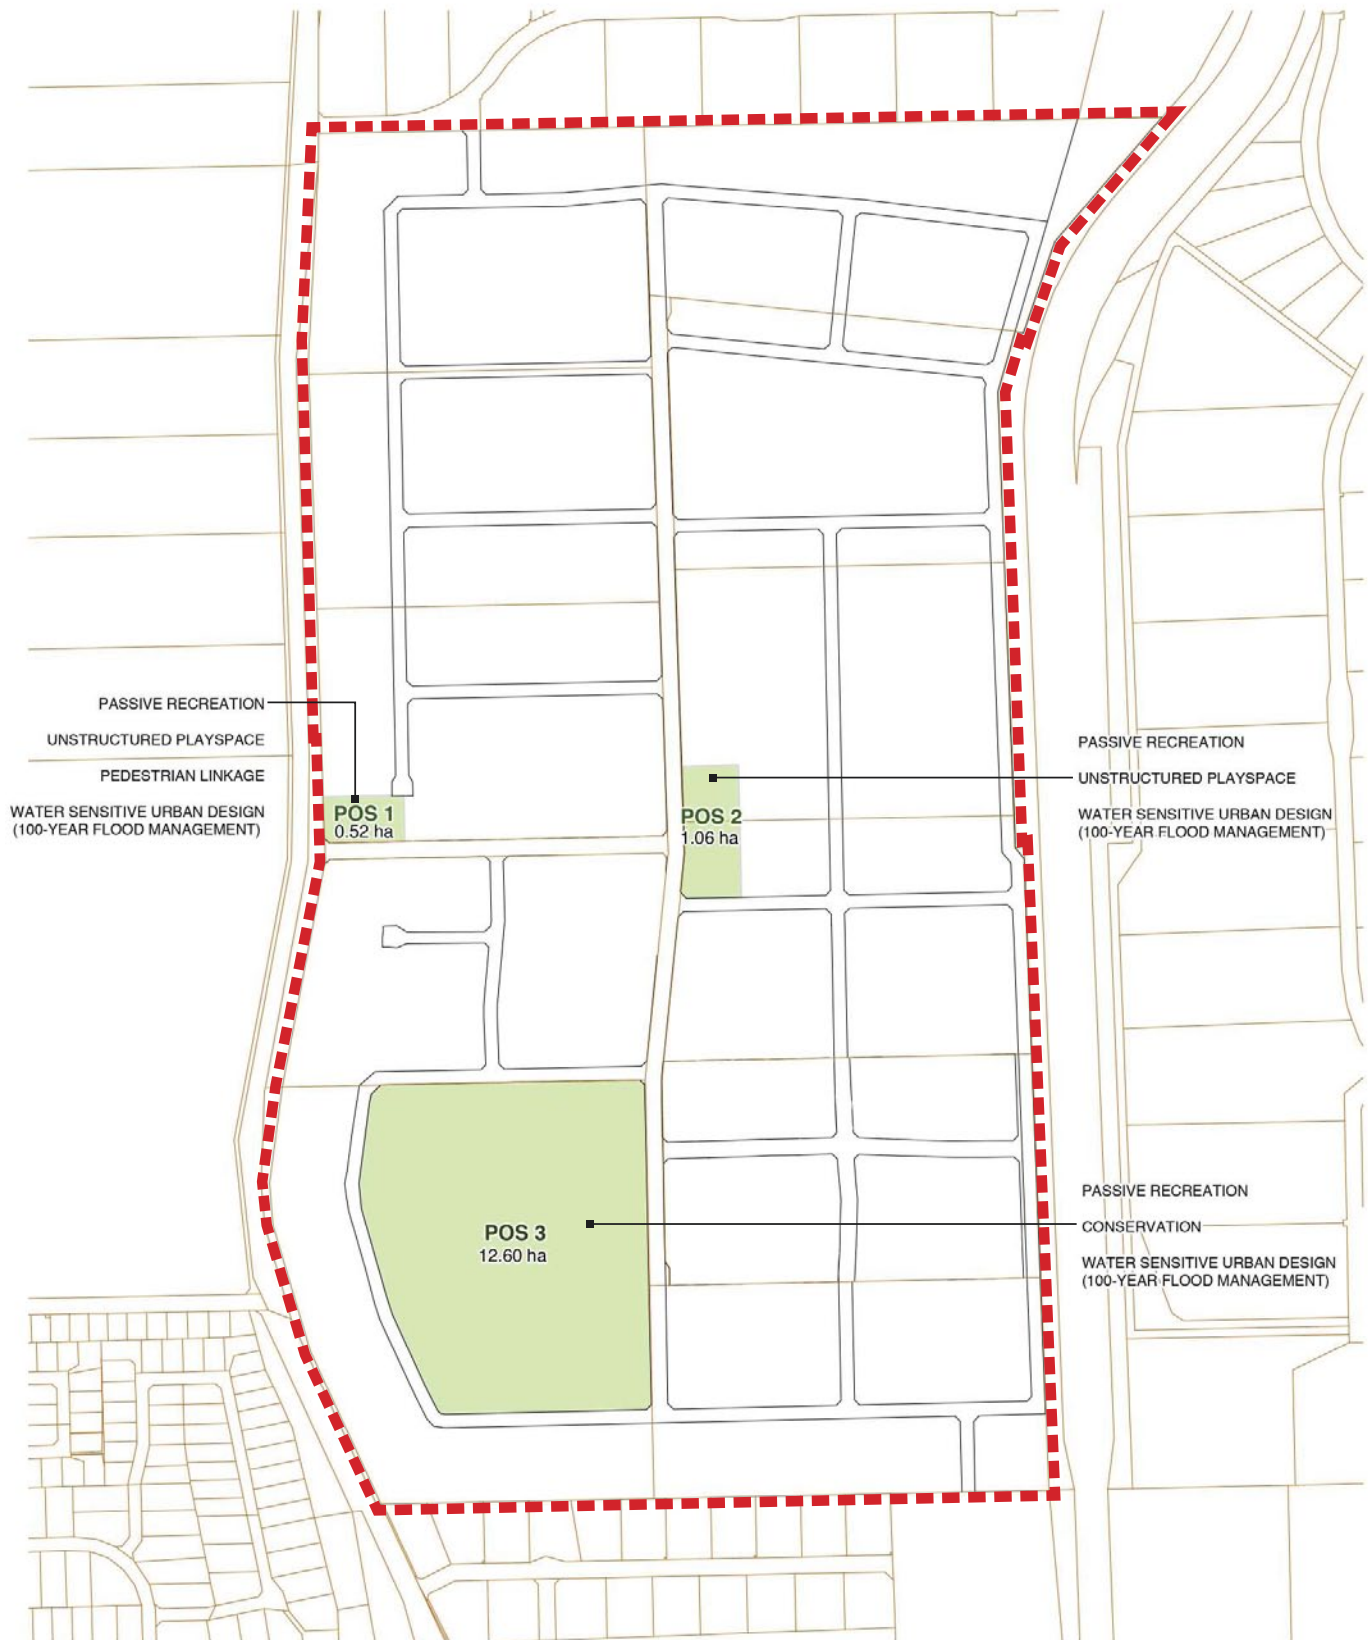 PASSIVE RECREATION
UNSTRUCTURED PLAYSPACE
PEDESTRIAN LINKAGE
WATER SENSITIVE URBAN DESIGN
(100-YEAR FLOOD MANAGEMENT)
POS 1
0.52 ha
POS 2
1.06 ha
PASSIVE RECREATION
UNSTRUCTURED PLAYSPACE
WATER SENSITIVE URBAN DESIGN
(100-YEAR FLOOD MANAGEMENT)
POS 3
12.60 ha
PASSIVE RECREATION
CONSERVATION
WATER SENSITIVE URBAN DESIGN
(100-YEAR FLOOD MANAGEMENT)